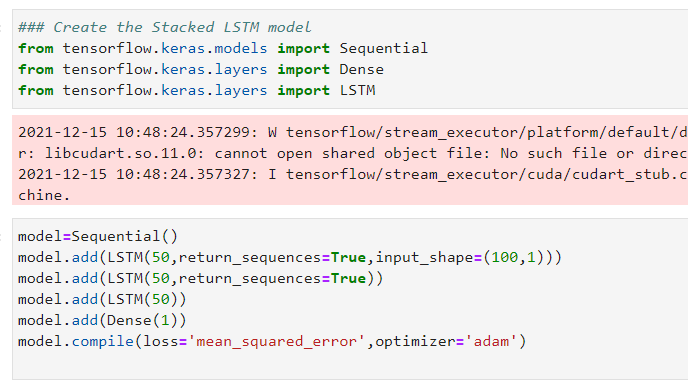 ### Create the Stacked LSTM model
from tensorflow.keras.models import Sequential
from tensorflow.keras.layers import Dense
from tensorflow.keras.layers import LSTM
2021-12-15 10:48:24.357299: W tensorflow/stream_executor/platform/default/d
r: libcudart.so.11.0: cannot open shared object file: No such file or direc
2021-12-15 10:48:24.357327: I tensorflow/stream_executor/cuda/cudart_stub.c
chine.
model=Sequential()
model.add(LSTM(50,return_sequences=True,input_shape=(100,1)))
model.add(LSTM(50,return_sequences=True))
model.add(LSTM(50))
model.add(Dense(1))
model.compile(loss='mean_squared_error',optimizer='adam')